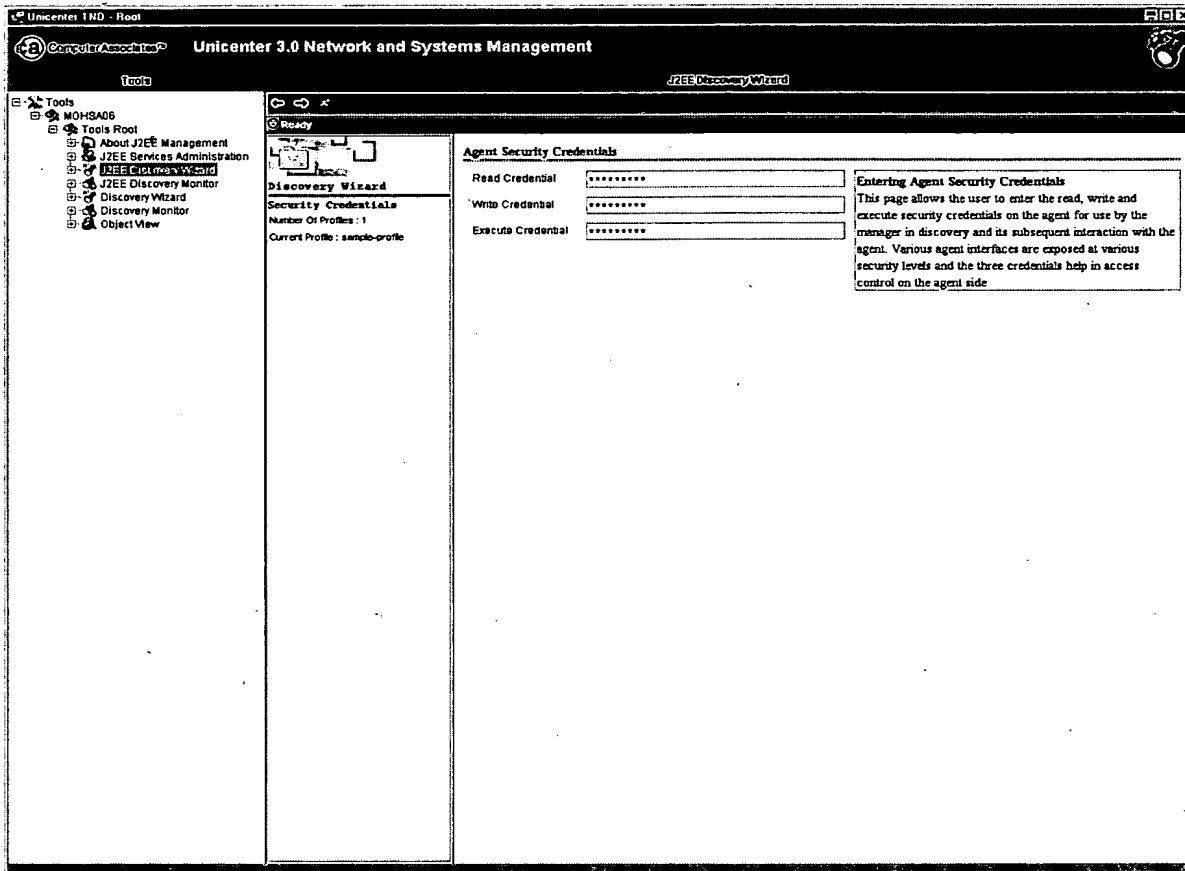 Unicenter TND - Root
ca Computer Associates™ Unicenter 3.0 Network and Systems Management
Tools
J2EE Discovery Wizard
Tools
MOHSA06
Tools Root
About J2EE Management
J2EE Services Administration
J2EE Discovery Wizard
J2EE Discovery Monitor
Discovery Wizard
Discovery Monitor
Object View
Ready
Discovery Wizard
Security Credentials
Number Of Profiles : 1
Current Profile : sample-profile
Agent Security Credentials
Read Credential *********
Write Credential *********
Execute Credential *********
Entering Agent Security Credentials
This page allows the user to enter the read, write and
execute security credentials on the agent for use by the
manager in discovery and its subsequent interaction with the
agent. Various agent interfaces are exposed at various
security levels and the three credentials help in access
control on the agent side